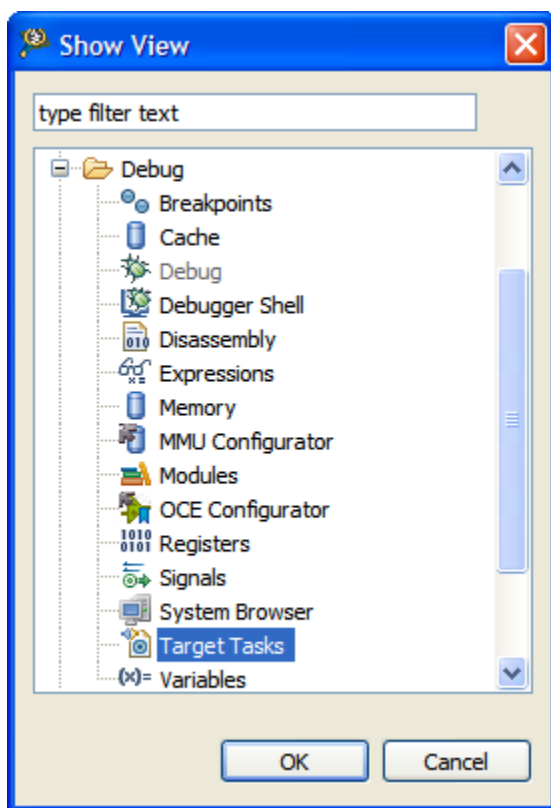 Show View
type filter text
Debug
Breakpoints
Cache
Debug
Debugger Shell
Disassembly
Expressions
Memory
MMU Configurator
Modules
OCE Configurator
Registers
Signals
System Browser
Target Tasks
(x)= Variables
OK Cancel